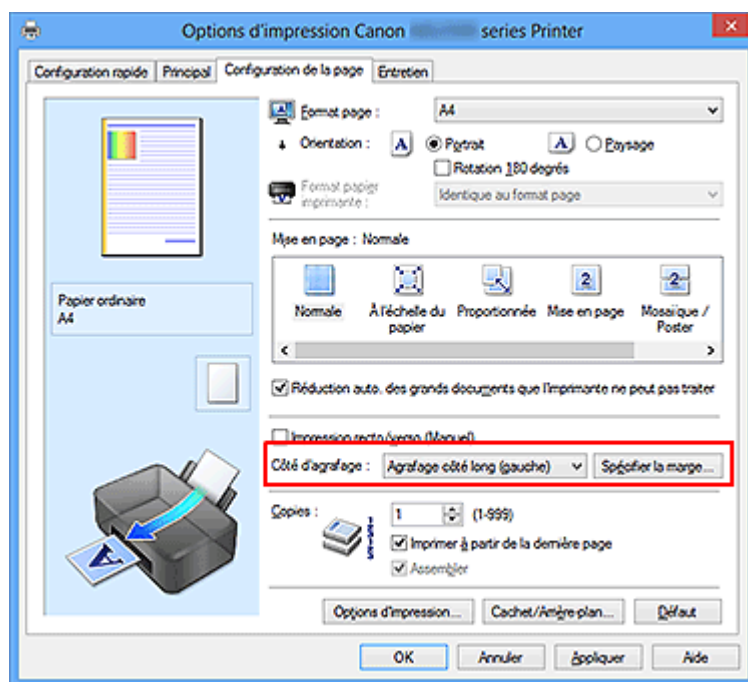 Options d'impression Canon series Printer
Configuration rapide Principal Configuration de la page Entretien
Format page : A4
Orientation : A Portrait A Paysage
Rotation 180 degrés
Format papier imprimante : Identique au format page
Mise en page : Normale
Normale À l'échelle du papier Proportionnée Mise en page Mosaïque / Poster
2 2
Papier ordinaire
A4
Réduction auto. des grands documents que l'imprimante ne peut pas traiter
Impression recto/verso (Manuel)
Côté d'agrafage : Agrafage côté long (gauche) Spécifier la marge...
Copies : 1 (1-999)
Imprimer à partir de la dernière page
Assembler
A
Options d'impression... Cachet/Arrière-plan... Défaut
OK Annuler Appliquer Aide